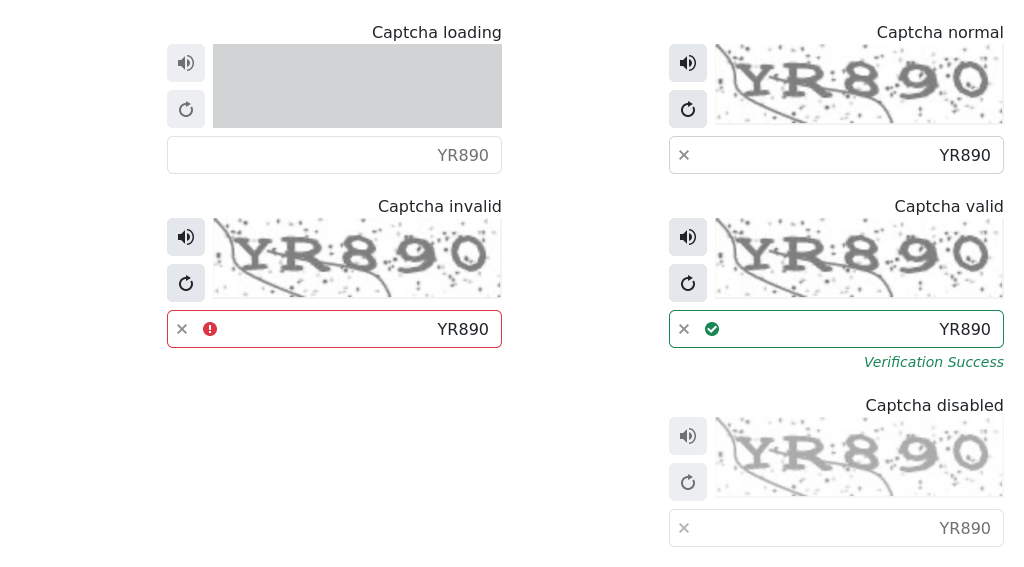 Captcha loading
YR890
Captcha normal
YR890
YR890
Captcha invalid
YR890
YR890
Captcha valid
YR890
YR890
Verification Success
Captcha disabled
YR890
YR890